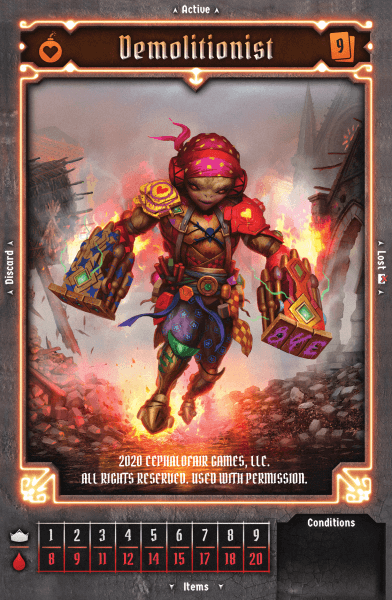 Active
Demolitionist
9
Discard
Lost
BYE
2020 CEPHALOFAIR GAMES, LLC.
ALL RIGHTS RESERVED. USED WITH PERMISSION.
1 2 3 4 5 6 7 8 9
8 9 11 12 14 15 17 18 20
Conditions
Items